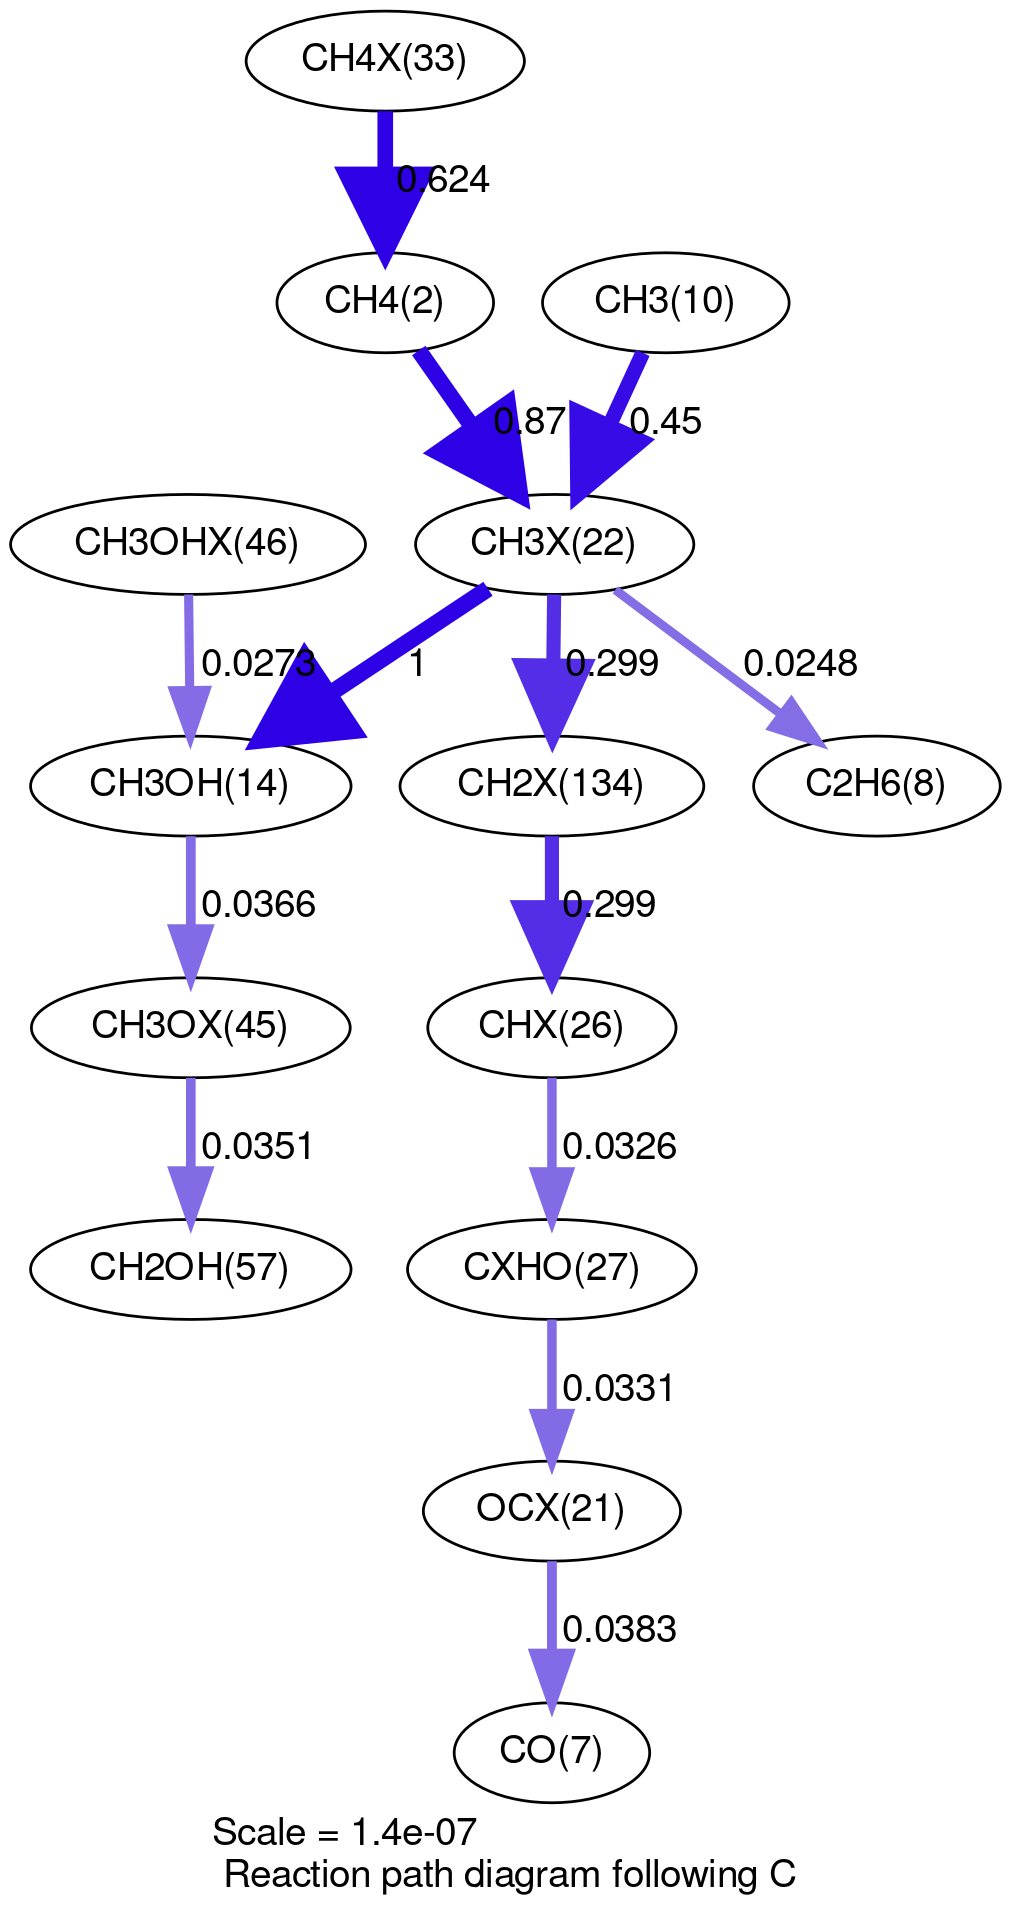 CH4X(33)
0.624
CH4(2)
CH3(10)
0.87
0.45
CH3OHX(46)
CH3X(22)
0.0273
1
0.299
0.0248
CH3OH(14)
CH2X(134)
C2H6(8)
0.0366
0.299
CH3OX(45)
CHX(26)
0.0351
0.0326
CH2OH(57)
CXHO(27)
0.0331
OCX(21)
0.0383
CO(7)
Scale = 1.4e-07
Reaction path diagram following C